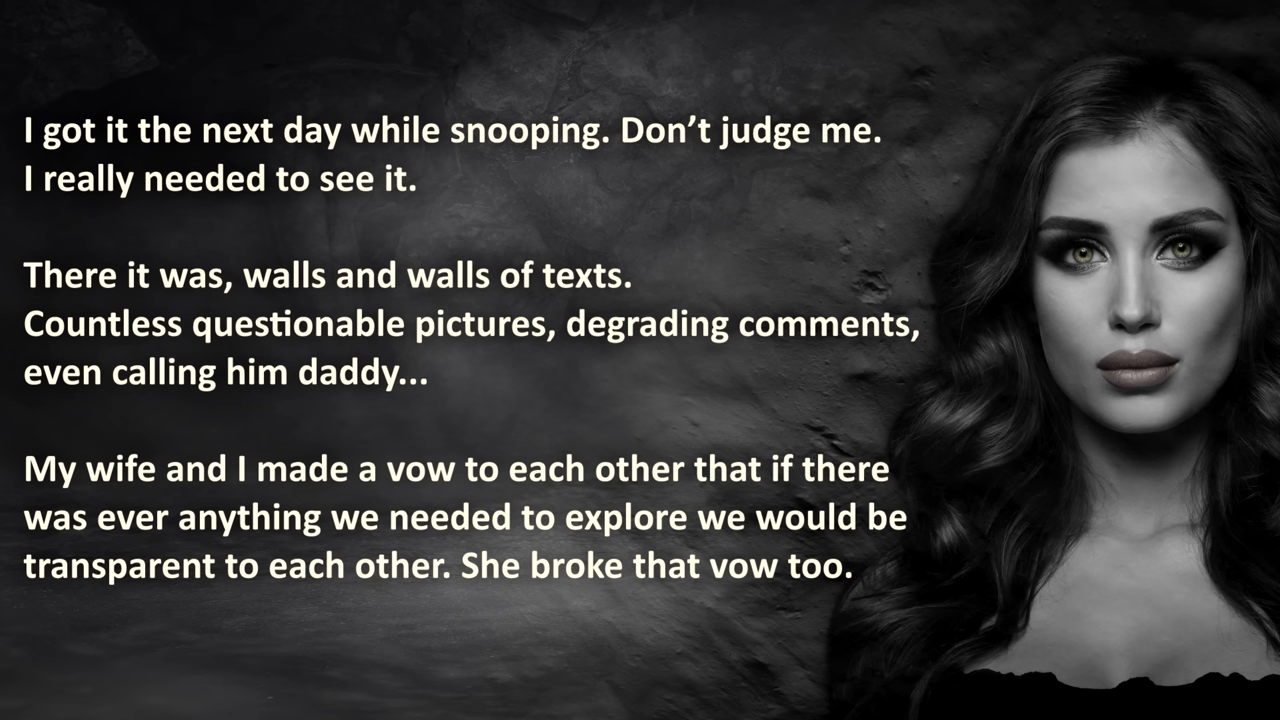 I got it the next day while snooping. Don’t judge me.
I really needed to see it.
There it was, walls and walls of texts.
Countless questionable pictures, degrading comments,
even calling him daddy...
My wife and I made a vow to each other that if there
was ever anything we needed to explore we would be
transparent to each other. She broke that vow too.